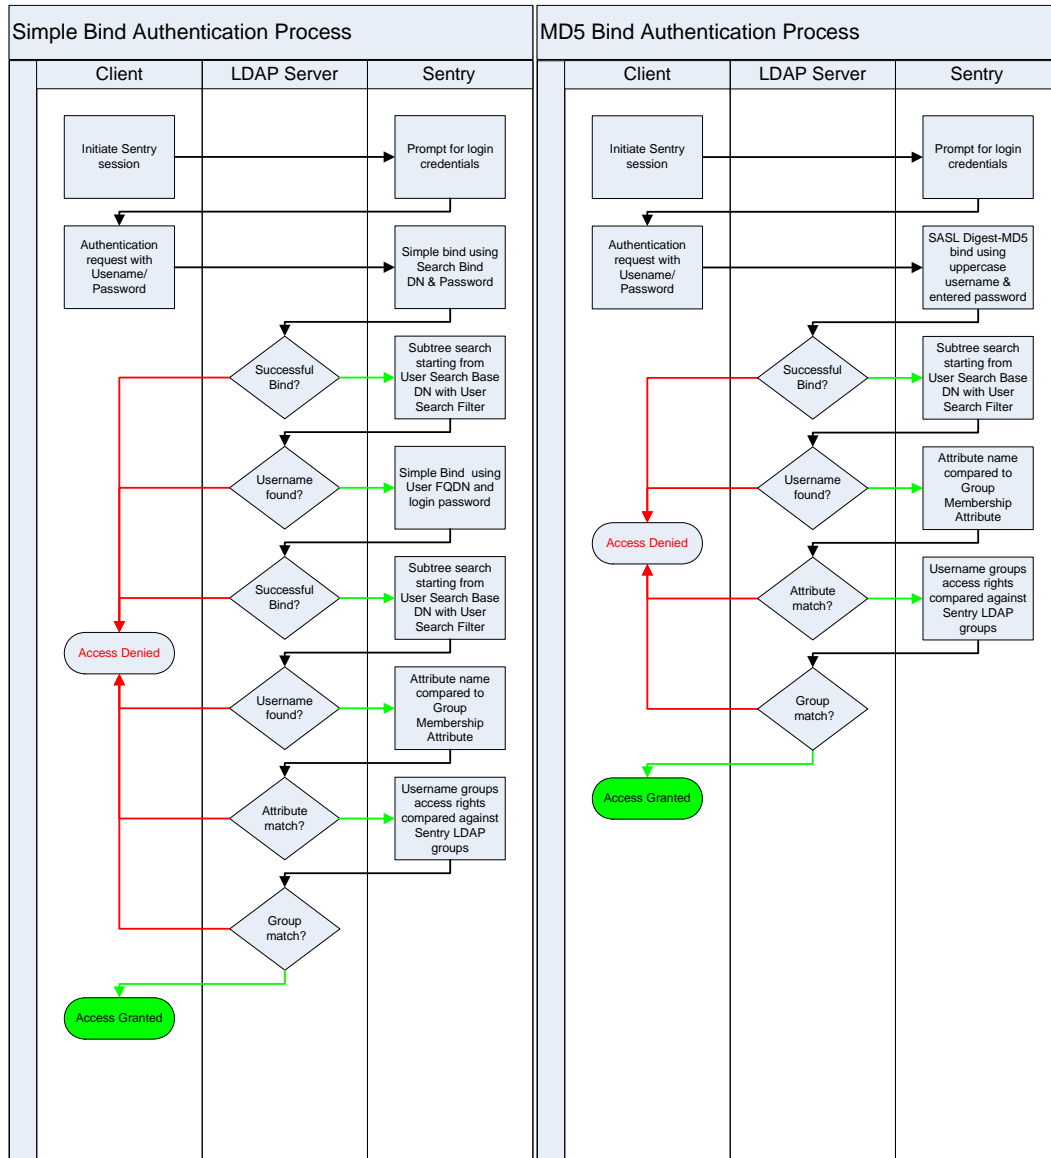 Simple Bind Authentication Process
Client
LDAP Server
Sentry
Initiate Sentry
session
Prompt for login
credentials
Authentication
request with
Usename/
Password
Simple bind using
Search Bind
DN & Password
Successful
Bind?
Subtree search
starting from
User Search Base
DN with User
Search Filter
Username
found?
Simple Bind using
User FQDN and
login password
Successful
Bind?
Subtree search
starting from
User Search Base
DN with User
Search Filter
Access Denied
Username
found?
Attribute name
compared to
Group
Membership
Attribute
Attribute
match?
Username groups
access rights
compared against
Sentry LDAP
groups
Group
match?
Access Granted
MD5 Bind Authentication Process
Client
LDAP Server
Sentry
Initiate Sentry
session
Prompt for login
credentials
Authentication
request with
Username/
Password
SASL Digest-MD5
bind using
uppercase
username &
entered password
Successful
Bind?
Subtree search
starting from
User Search Base
DN with User
Search Filter
Username
found?
Attribute name
compared to
Group
Membership
Attribute
Access Denied
Attribute
match?
Username groups
access rights
compared against
Sentry LDAP
groups
Group
match?
Access Granted